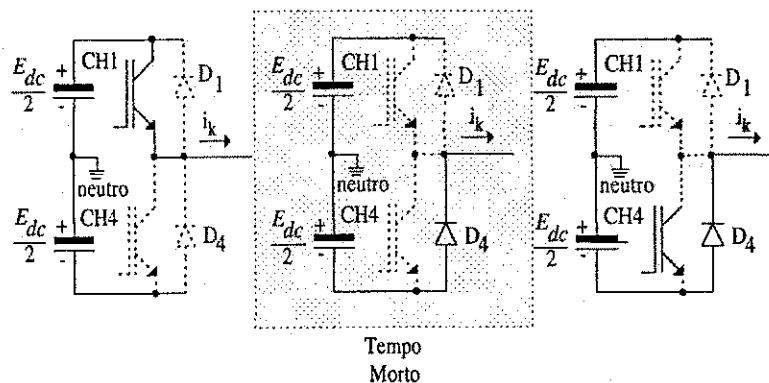 E_dc/2 + - CH1 D₁
i_k
neutro
E_dc/2 + - CH4 D₄
E_dc/2 + - CH1 D₁
i_k
neutro
E_dc/2 + - CH4 D₄
E_dc/2 + - CH1 D₁
i_k
neutro
E_dc/2 + - CH4 D₄
Tempo
Morto